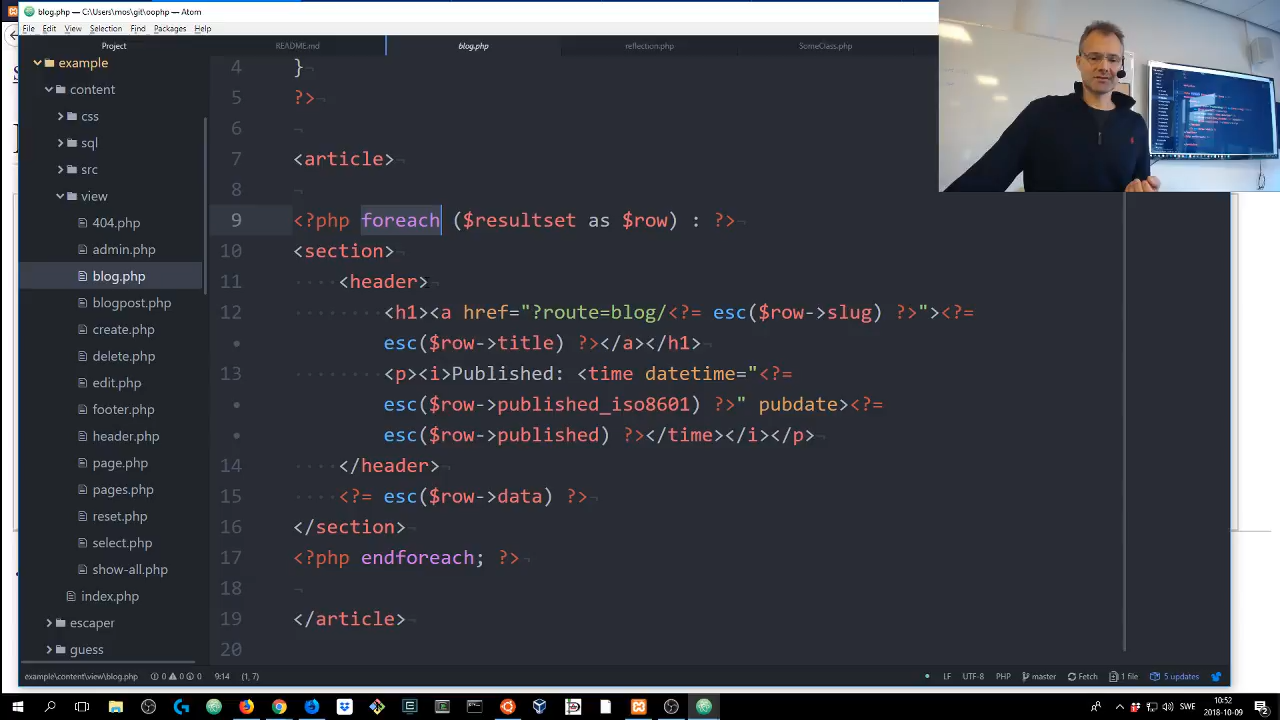 blog.php — C:\Users\mos\git\oophp — Atom
File Edit View Selection Find Packages Help
Project
README.md
blog.php
reflection.php
SomeClass.php
example
content
css
sql
src
view
404.php
admin.php
blog.php
blogpost.php
create.php
delete.php
edit.php
footer.php
header.php
page.php
pages.php
reset.php
select.php
show-all.php
index.php
escaper
guess
4 }
5 ?>
6
7 <article>
8
9 <?php foreach ($resultset as $row) : ?>
10 <section>
11 <header>
12 <h1><a href="?route=blog/<?= esc($row->slug) ?>"><?=
esc($row->title) ?></a></h1>
13 <p><i>Published: <time datetime="<?=
esc($row->published_iso8601) ?>" pubdate><?=
esc($row->published) ?></time></i></p>
14 </header>
15 <?= esc($row->data) ?>
16 </section>
17 <?php endforeach; ?>
18
19 </article>
20
example\content\view\blog.php 0 0 0 9:14 (1, 7)
LF UTF-8 PHP master Fetch 1 file 5 updates
SWE
10:52
2018-10-09
2